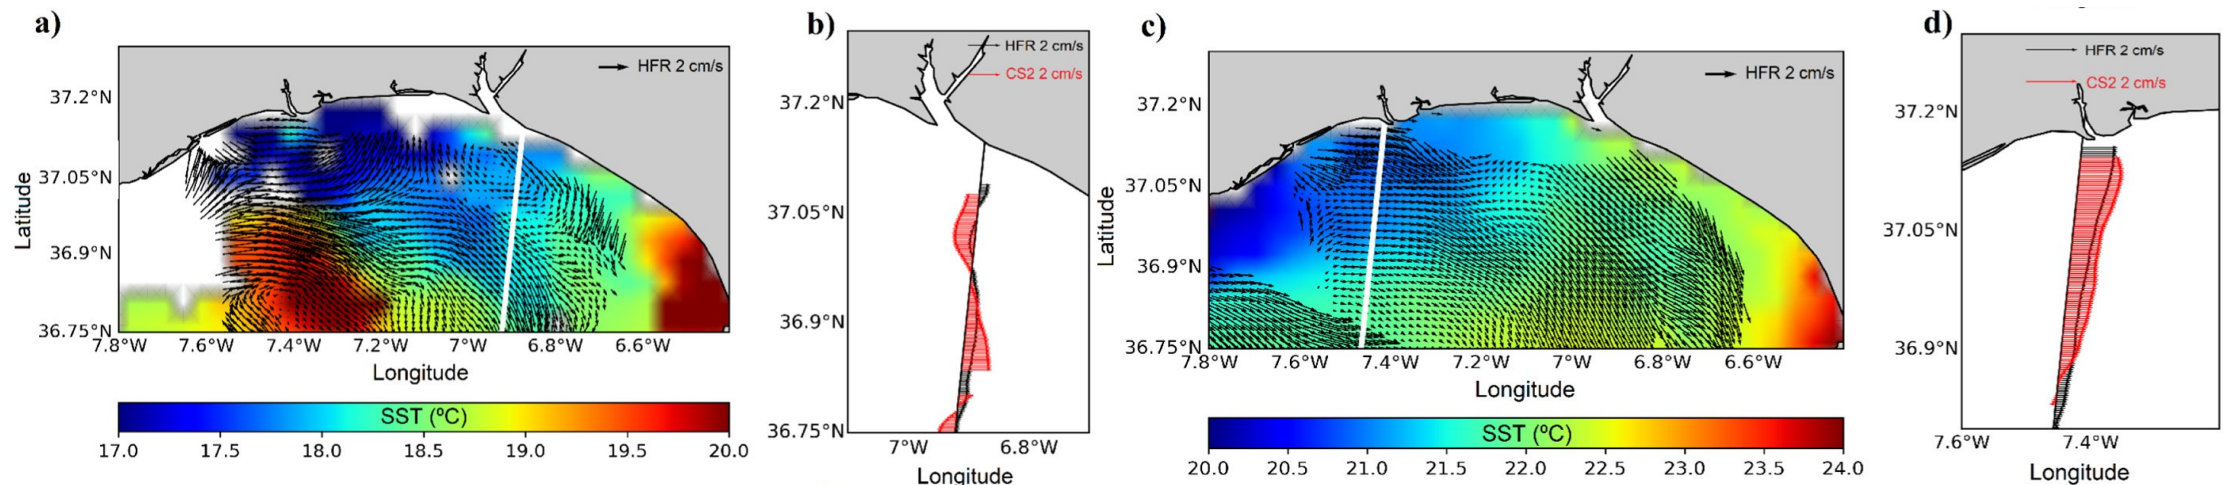 a)
HFR 2 cm/s
Latitude
37.2°N
37.05°N
36.9°N
36.75°N
7.8°W 7.6°W 7.4°W 7.2°W 7°W 6.8°W 6.6°W
Longitude
SST (ºC)
17.0 17.5 18.0 18.5 19.0 19.5 20.0
b)
HFR 2 cm/s
CS2 2 cm/s
37.2°N
37.05°N
36.9°N
36.75°N
7°W 6.8°W
Longitude
c)
HFR 2 cm/s
Latitude
37.2°N
37.05°N
36.9°N
36.75°N
7.8°W 7.6°W 7.4°W 7.2°W 7°W 6.8°W 6.6°W
Longitude
SST (ºC)
20.0 20.5 21.0 21.5 22.0 22.5 23.0 23.5 24.0
d)
HFR 2 cm/s
CS2 2 cm/s
37.2°N
37.05°N
36.9°N
7.6°W 7.4°W
Longitude